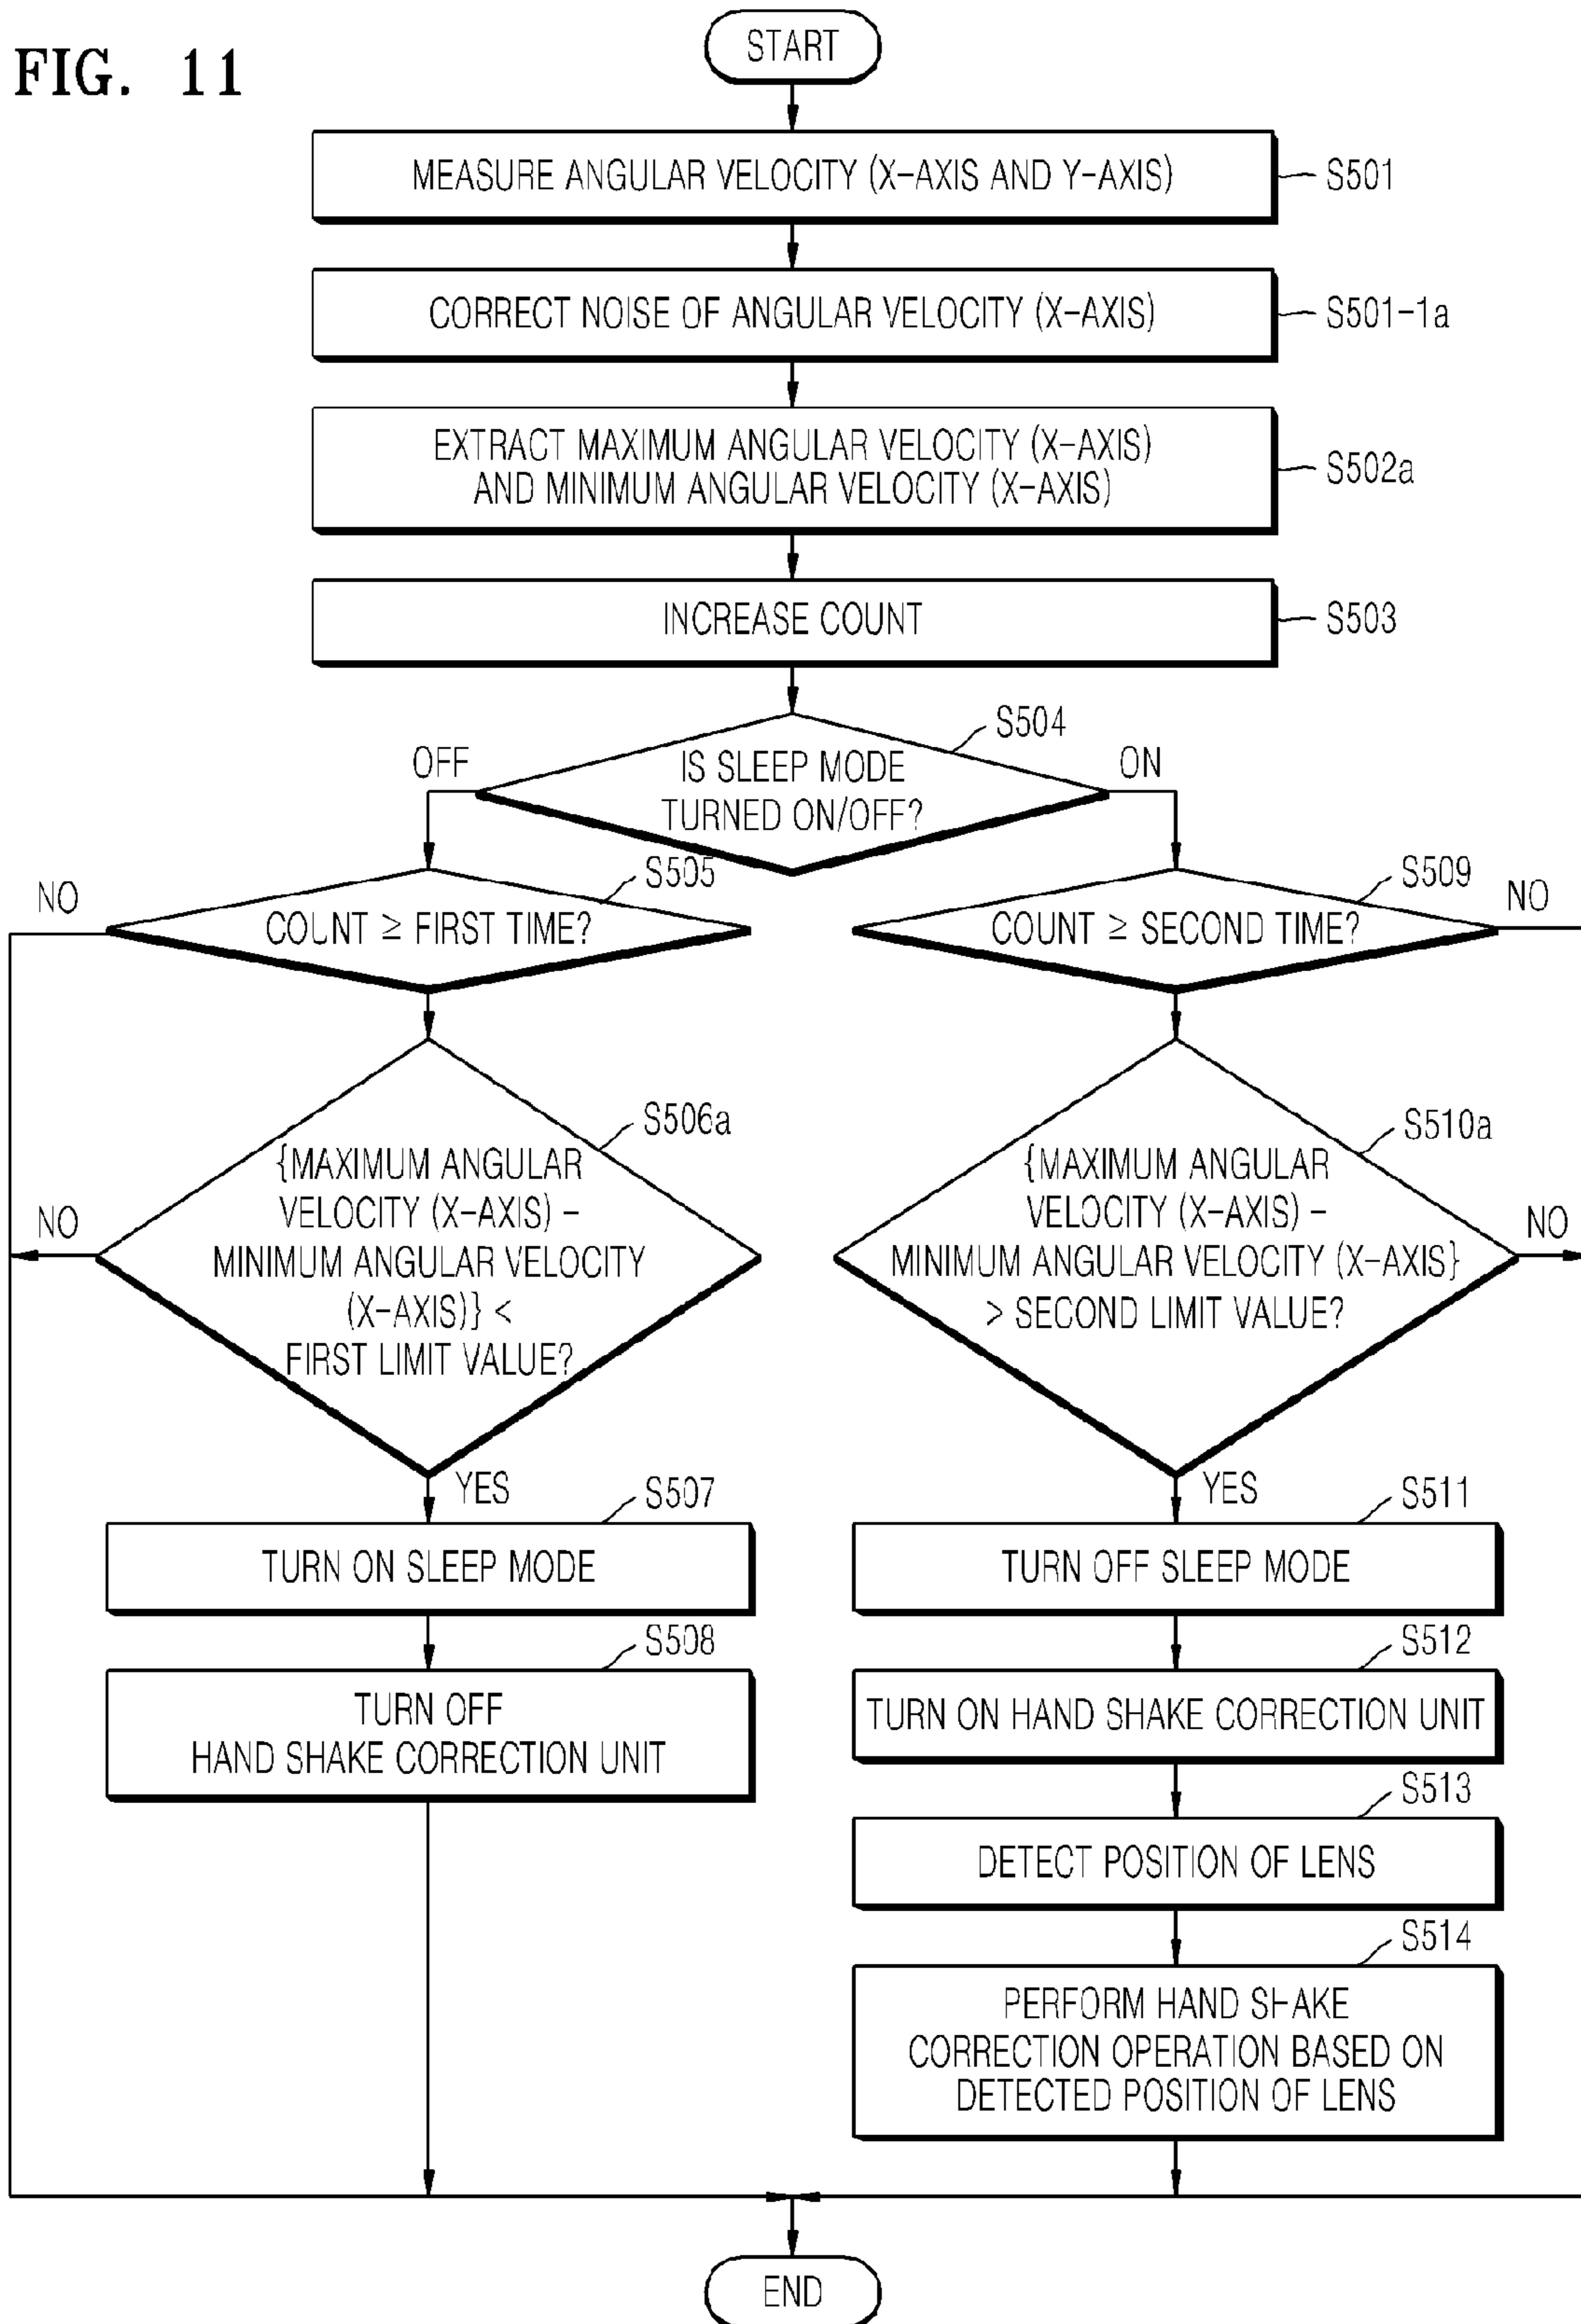 FIG. 11
START
MEASURE ANGULAR VELOCITY (X-AXIS AND Y-AXIS)
S501
CORRECT NOISE OF ANGULAR VELOCITY (X-AXIS)
S501-1a
EXTRACT MAXIMUM ANGULAR VELOCITY (X-AXIS)
AND MINIMUM ANGULAR VELOCITY (X-AXIS)
S502a
INCREASE COUNT
S503
S504
OFF
IS SLEEP MODE
TURNED ON/OFF?
ON
S505
NO
COUNT ≥ FIRST TIME?
S509
NO
COUNT ≥ SECOND TIME?
S506a
{MAXIMUM ANGULAR
VELOCITY (X-AXIS) –
MINIMUM ANGULAR VELOCITY
(X-AXIS)} <
FIRST LIMIT VALUE?
NO
YES
S510a
{MAXIMUM ANGULAR
VELOCITY (X-AXIS) –
MINIMUM ANGULAR VELOCITY (X-AXIS}
> SECOND LIMIT VALUE?
NO
YES
S507
TURN ON SLEEP MODE
S511
TURN OFF SLEEP MODE
S508
TURN OFF
HAND SHAKE CORRECTION UNIT
S512
TURN ON HAND SHAKE CORRECTION UNIT
S513
DETECT POSITION OF LENS
S514
PERFORM HAND SHAKE
CORRECTION OPERATION BASED ON
DETECTED POSITION OF LENS
END